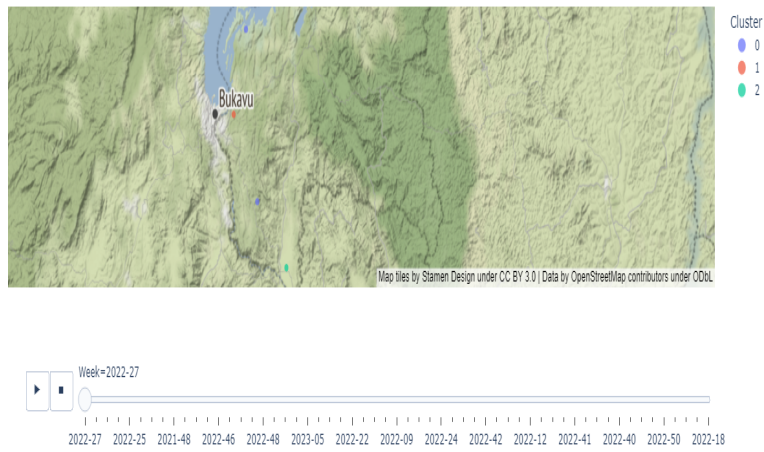 Cluster
0
1
2
Bukavu
Map tiles by Stamen Design under CC BY 3.0 | Data by OpenStreetMap contributors under ODbL
Week=2022-27
2022-27 2022-25 2021-48 2022-46 2022-48 2023-05 2022-22 2022-09 2022-24 2022-42 2022-12 2022-41 2022-40 2022-50 2022-18